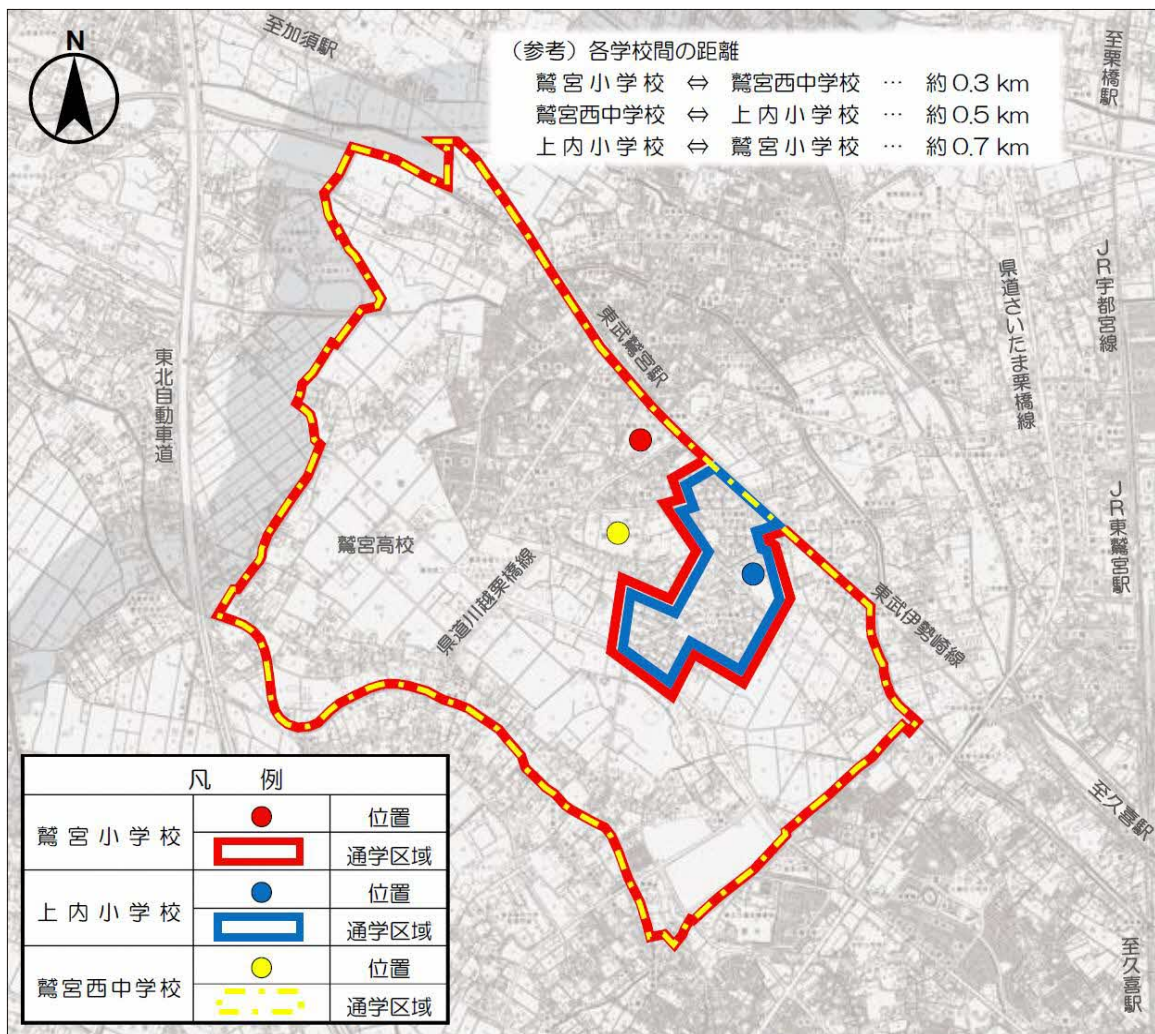 N
至加須駅
（参考）各学校間の距離
鷲宮小学校 ⇔ 鷲宮西中学校 … 約0.3 km
鷲宮西中学校 ⇔ 上内小学校 … 約0.5 km
上内小学校 ⇔ 鷲宮小学校 … 約0.7 km
至栗橋駅
JR宇都宮線
県道さいたま栗橋線
東武鷲宮駅
東北自動車道
鷲宮高校
県道川越栗橋線
JR東鷲宮駅
東武伊勢崎線
至久喜駅
至久喜駅
凡 例
鷲宮小学校
位置
通学区域
上内小学校
位置
通学区域
鷲宮西中学校
位置
通学区域